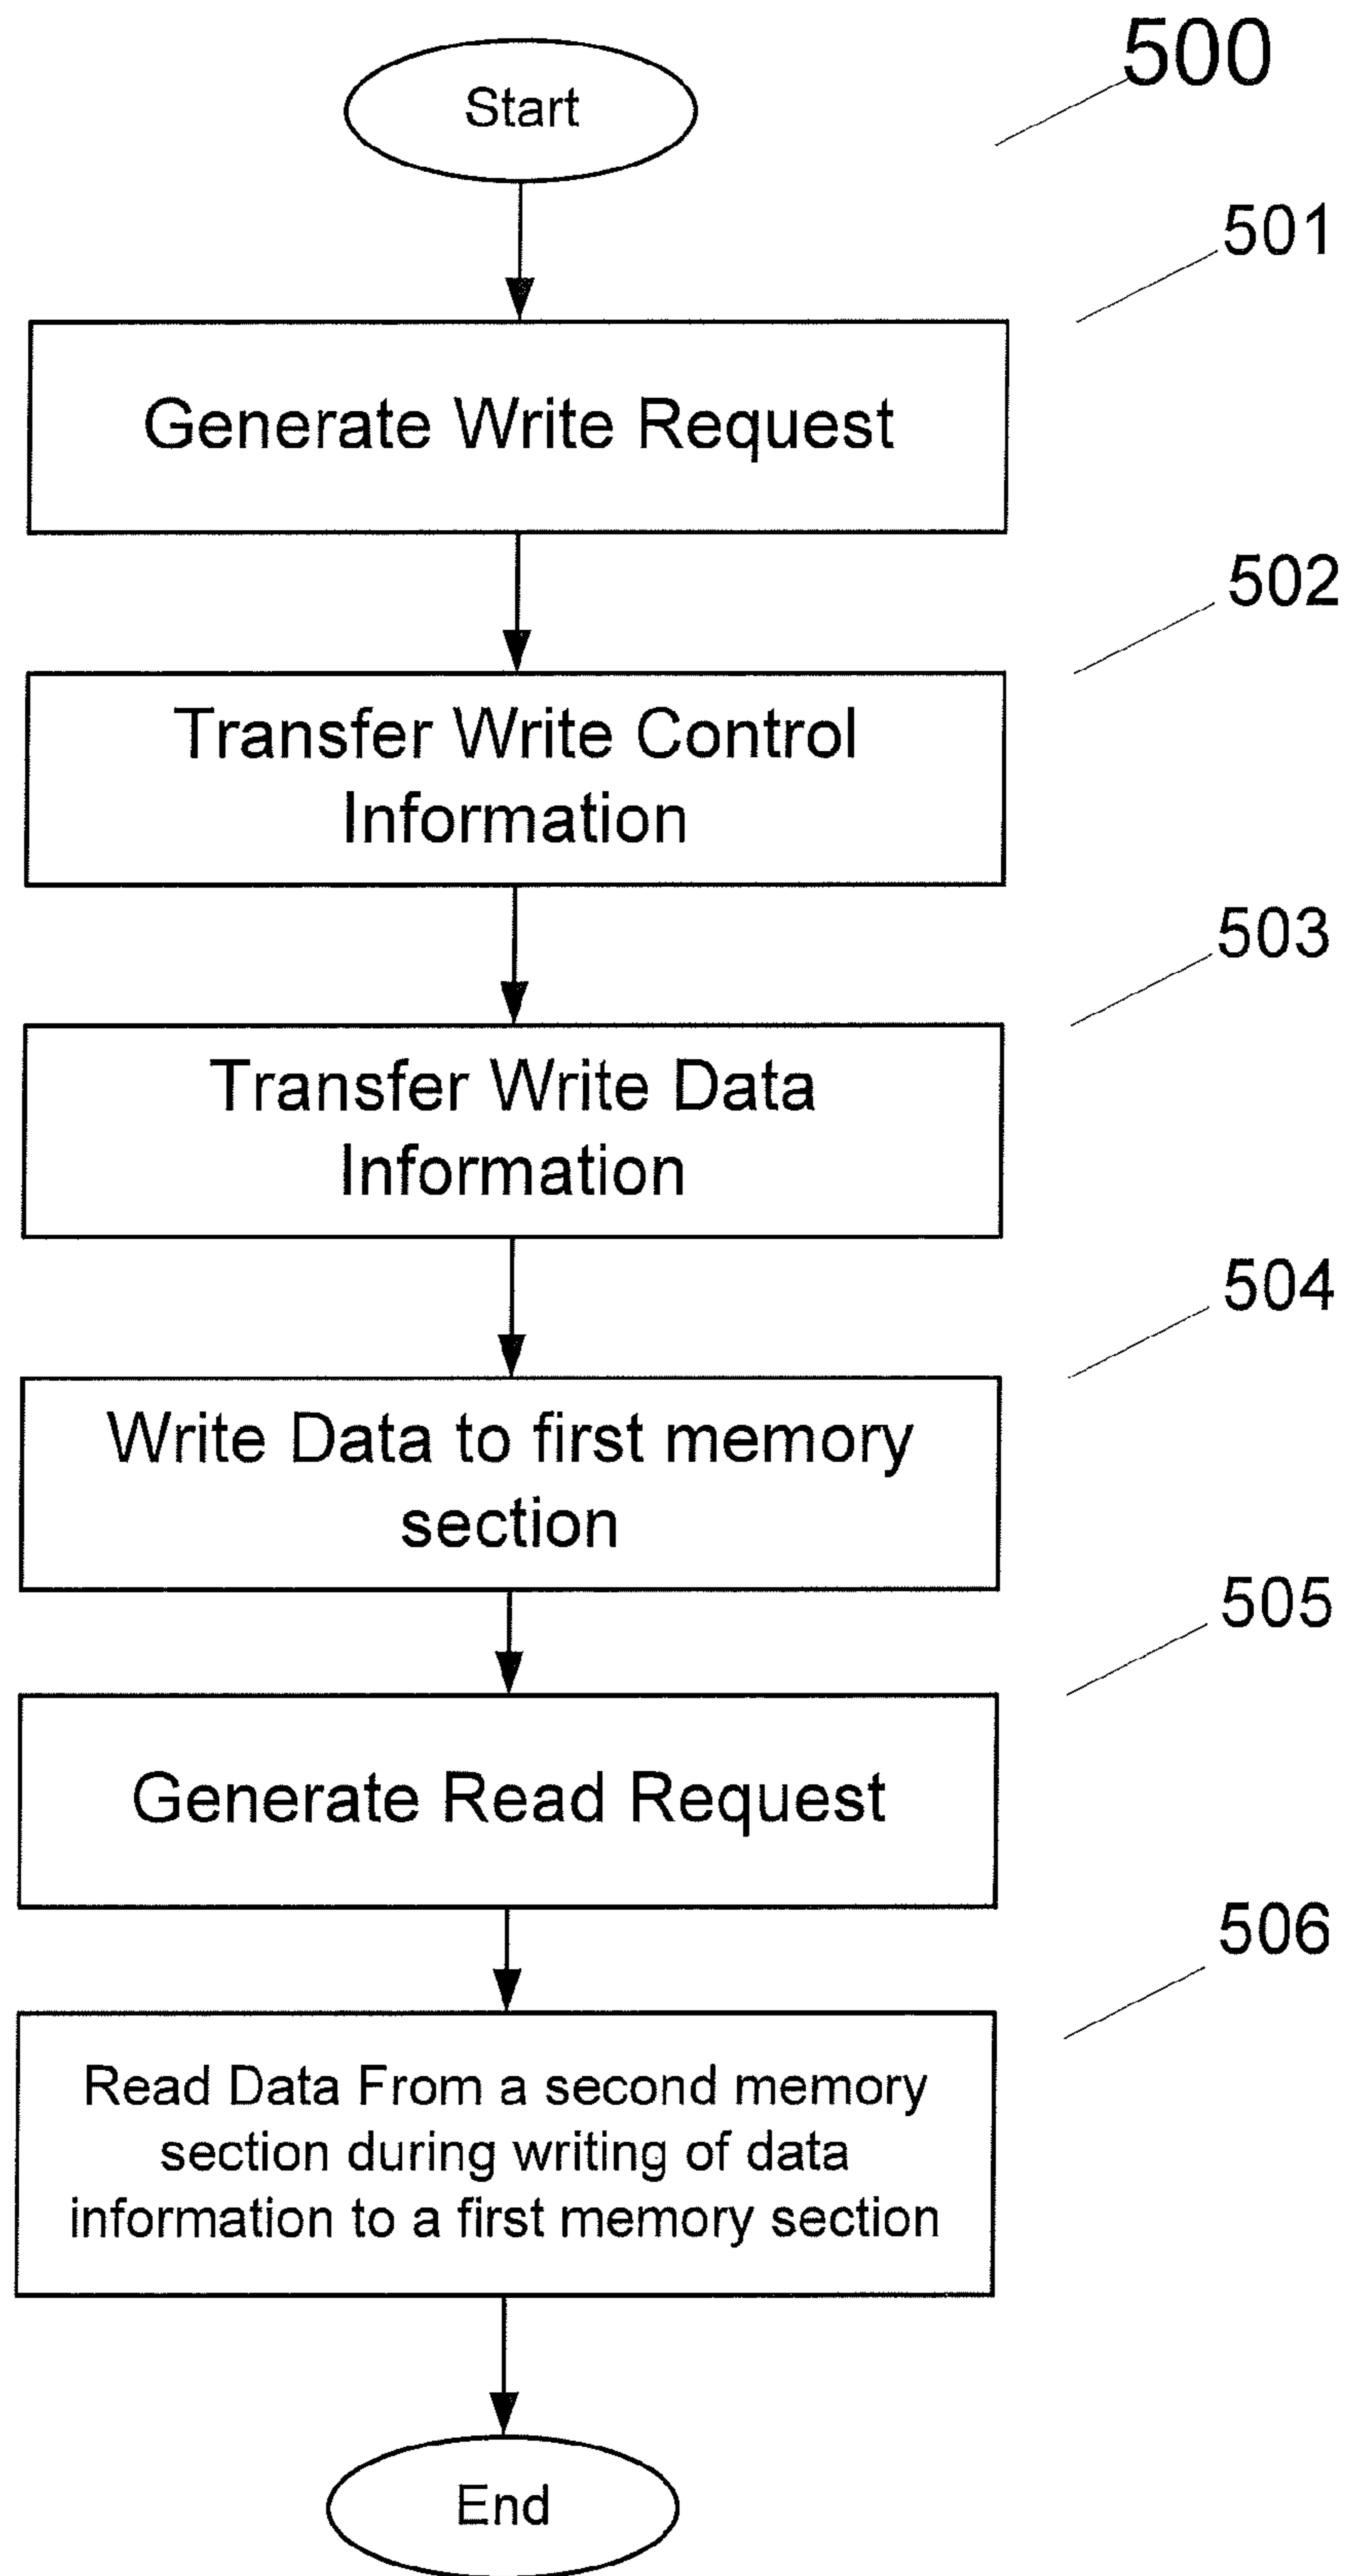 Start
500
501
Generate Write Request
502
Transfer Write Control
Information
503
Transfer Write Data
Information
504
Write Data to first memory
section
505
Generate Read Request
506
Read Data From a second memory
section during writing of data
information to a first memory section
End